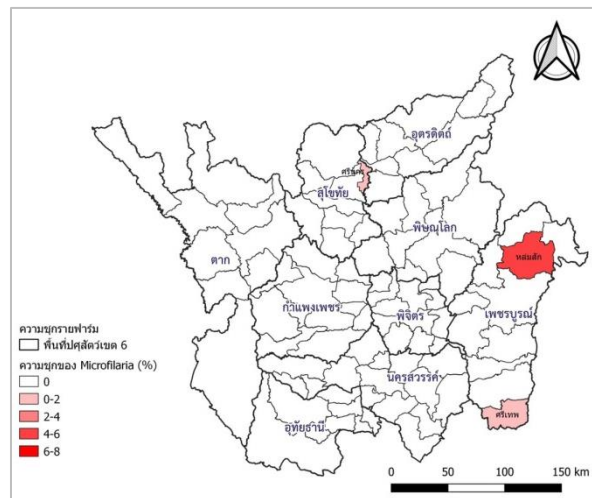 อุตรดิตถ์
ศรีนคร
สุโขทัย
พิษณุโลก
หล่มสัก
ตาก
กำแพงเพชร
พิจิตร
เพชรบูรณ์
นครสวรรค์
ศรีเทพ
อุทัยธานี
ความชุกรายฟาร์ม
พื้นที่ปศุสัตว์เขต 6
ความชุกของ Microfilaria (%)
0
0-2
2-4
4-6
6-8
0 50 100 150 km